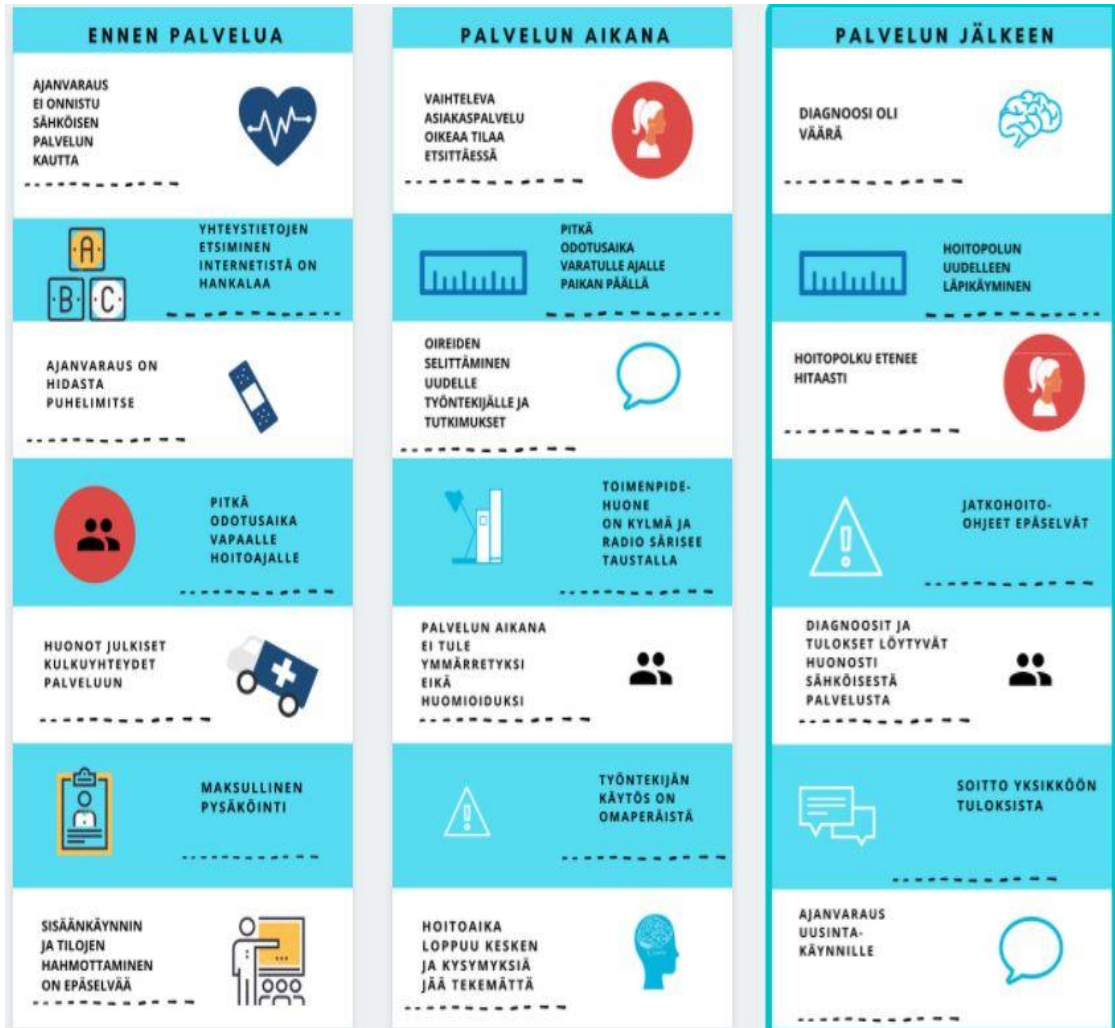 ENNEN PALVELUA
AJANVARAUS
EI ONNISTU
SÄHKÖISEN
PALVELUN
KAUTTA
YHTEYSTIETOJEN
ETSIMINEN
INTERNETISTÄ ON
HANKALAA
A
B
C
AJANVARAUS ON
HIDASTA
PUHELIMITSE
PITKÄ
ODOTUSAIKA
VAPAALLE
HOITOAJALLE
HUONOT JULKISET
KULKUYHTEYDET
PALVELUUN
MAKSULLINEN
PYSÄKÖINTI
SISÄÄNKÄYNNIN
JA TILOJEN
HAHMOTTAMINEN
ON EPÄSELVÄÄ
PALVELUN AIKANA
VAIHTELEVA
ASIAKASPALVELU
OIKEAA TILAA
ETSITTÄESSÄ
PITKÄ
ODOTUSAIKA
VARATULLE AJALLE
PAIKAN PÄÄLLÄ
OIREIDEN
SELITTÄMINEN
UUDELLE
TYÖNTEKIJÄLLE JA
TUTKIMUKSET
TOIMENPIDE-
HUONE
ON KYLMÄ JA
RADIO SÄRISEE
TAUSTALLA
PALVELUN AIKANA
EI TULE
YMMÄRRETYKSI
EIKÄ
HUOMIOIDUKSI
TYÖNTEKIJÄN
KÄYTÖS ON
OMAPERÄISTÄ
HOITOAIKA
LOPPUU KESKEN
JA KYSYMYKSIÄ
JÄÄ TEKEMÄTTÄ
PALVELUN JÄLKEEN
DIAGNOOSI OLI
VÄÄRÄ
HOITOPOLUN
UUDELLEEN
LÄPIKÄYMINEN
HOITOPOLKU ETENEE
HITAASTI
JATKOHOITO-
OHJEET EPÄSELVÄT
DIAGNOOSIT JA
TULOKSET LÖYTYVÄT
HUONOSTI
SÄHKÖISESTÄ
PALVELUSTA
SOITTO YKSIKKÖÖN
TULOKSISTA
AJANVARAUS
UUSINTA-
KÄYNNILLE